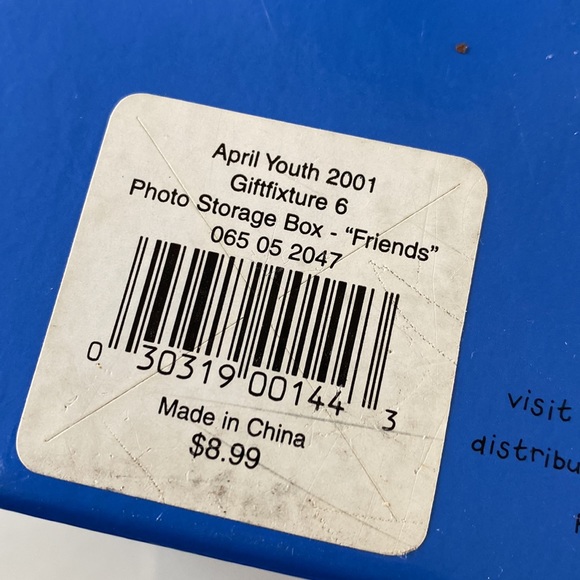 April Youth 2001
Giftfixture 6
Photo Storage Box - “Friends”
065 05 2047
0 30319 00144 3
Made in China
$8.99
visit